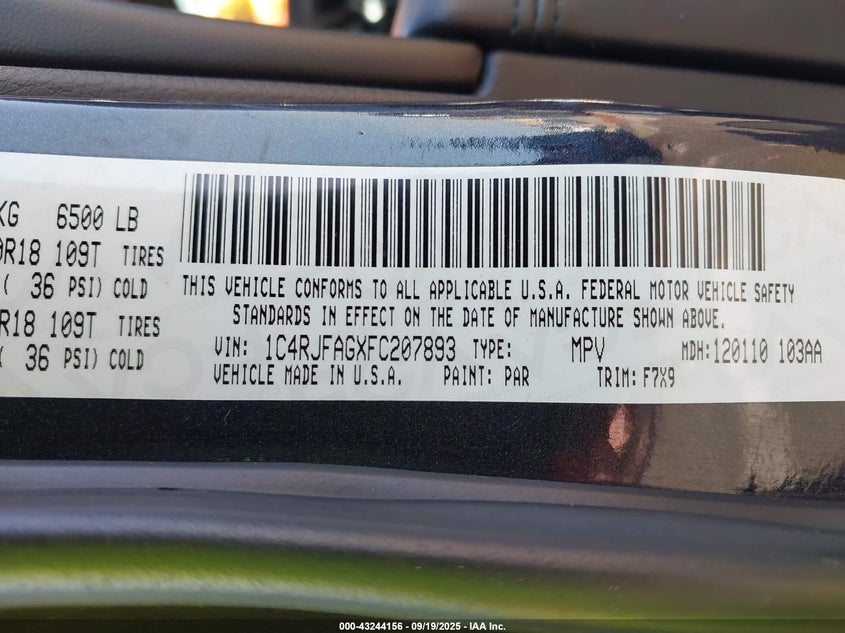 KG 6500 LB
0R18 109T TIRES
( 36 PSI) COLD
R18 109T TIRES
( 36 PSI) COLD
THIS VEHICLE CONFORMS TO ALL APPLICABLE U.S.A. FEDERAL MOTOR VEHICLE SAFETY
STANDARDS IN EFFECT ON THE DATE OF MANUFACTURE SHOWN ABOVE.
VIN: 1C4RJFAGXFC207893 TYPE: MPV MDH: 120110 103AA
VEHICLE MADE IN U.S.A. PAINT: PAR TRIM: F7X9
000-43244156 - 09/19/2025 - IAA Inc.